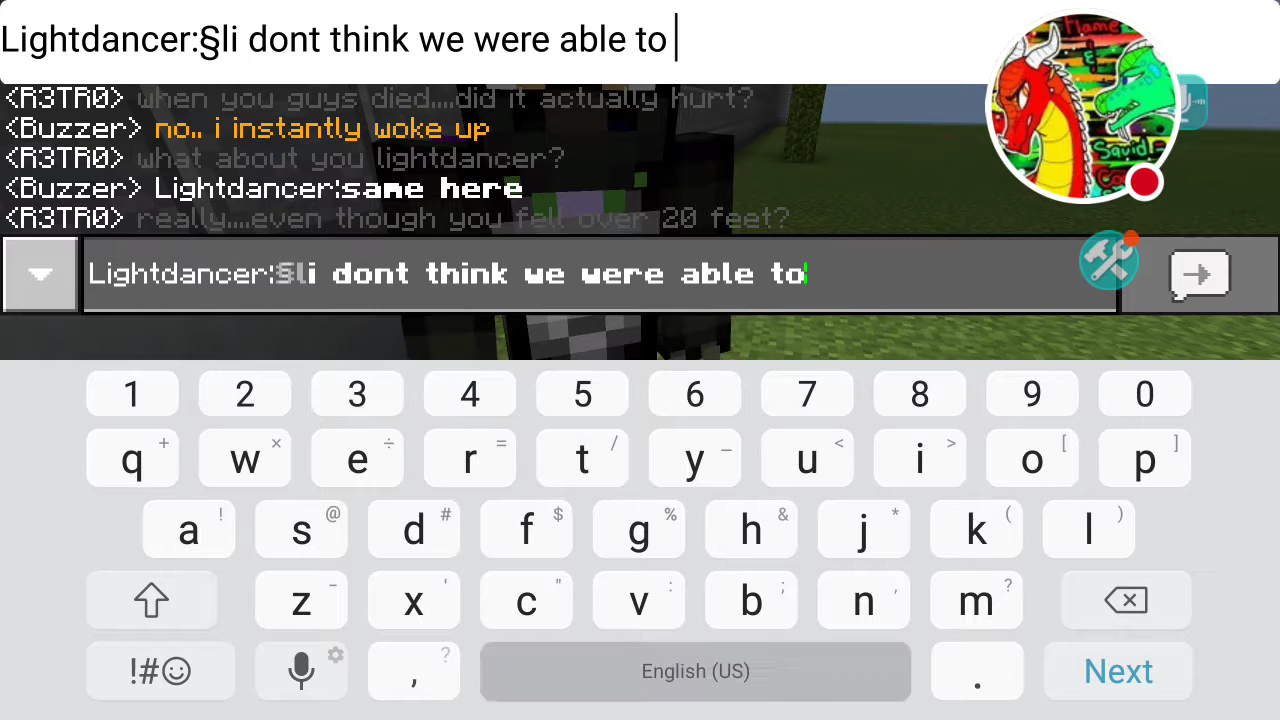 Lightdancer:§li dont think we were able to
Flame
&
Squid
<R3TR0> when you guys died....did it actually hurt?
<Buzzer> no.. i instantly woke up
<R3TR0> what about you lightdancer?
<Buzzer> Lightdancer:same here
<R3TR0> really....even though you fell over 20 feet?
Lightdancer:§li dont think we were able to
1 2 3 4 5 6 7 8 9 0
q + w × e ÷ r = t / y _ u < i > o [ p ]
a ! s @ d # f $ g % h & j * k ( l )
z - x ' c " v : b ; n , m ?
!#☺ , ? English (US) . Next